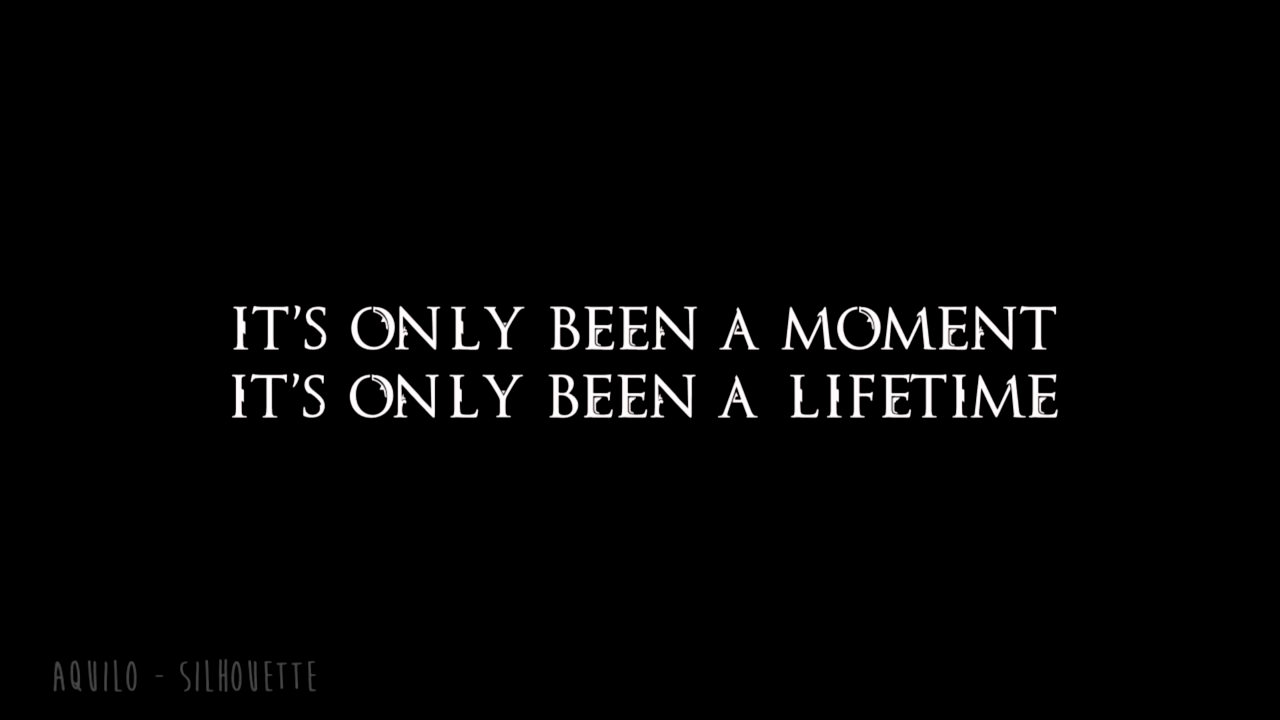 IT'S ONLY BEEN A MOMENT
IT'S ONLY BEEN A LIFETIME
AQUILO - SILHOUETTE